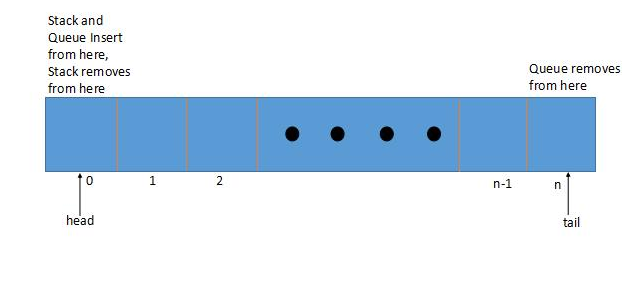 Stack and
Queue Insert
from here,
Stack removes
from here
Queue removes
from here
0
1
2
n-1
n
head
tail